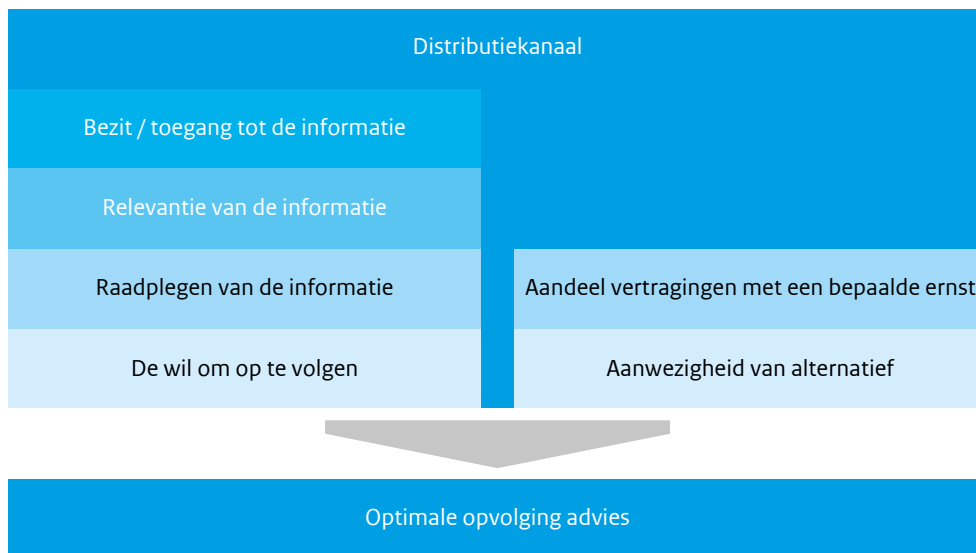 Distributiekanaal
Bezit / toegang tot de informatie
Relevantie van de informatie
Raadplegen van de informatie
Aandeel vertragingen met een bepaalde ernst
De wil om op te volgen
Aanwezigheid van alternatief
Optimale opvolging advies